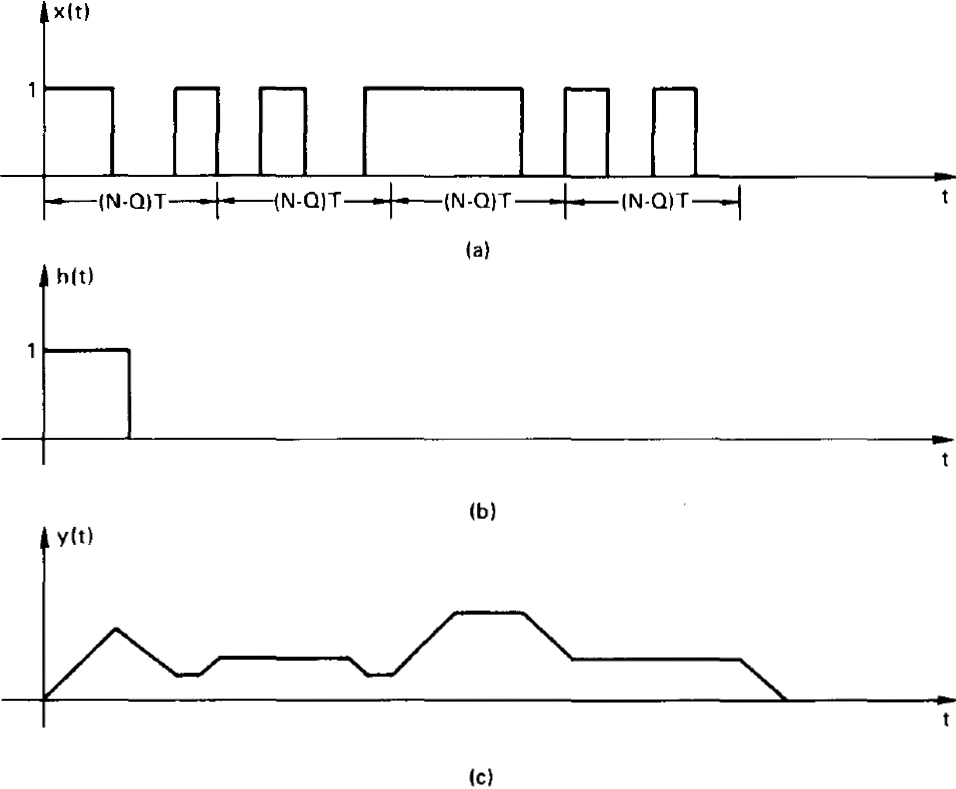 x(t)
1
(N-Q)T (N-Q)T (N-Q)T (N-Q)T
t
(a)
h(t)
1
t
(b)
y(t)
t
(c)